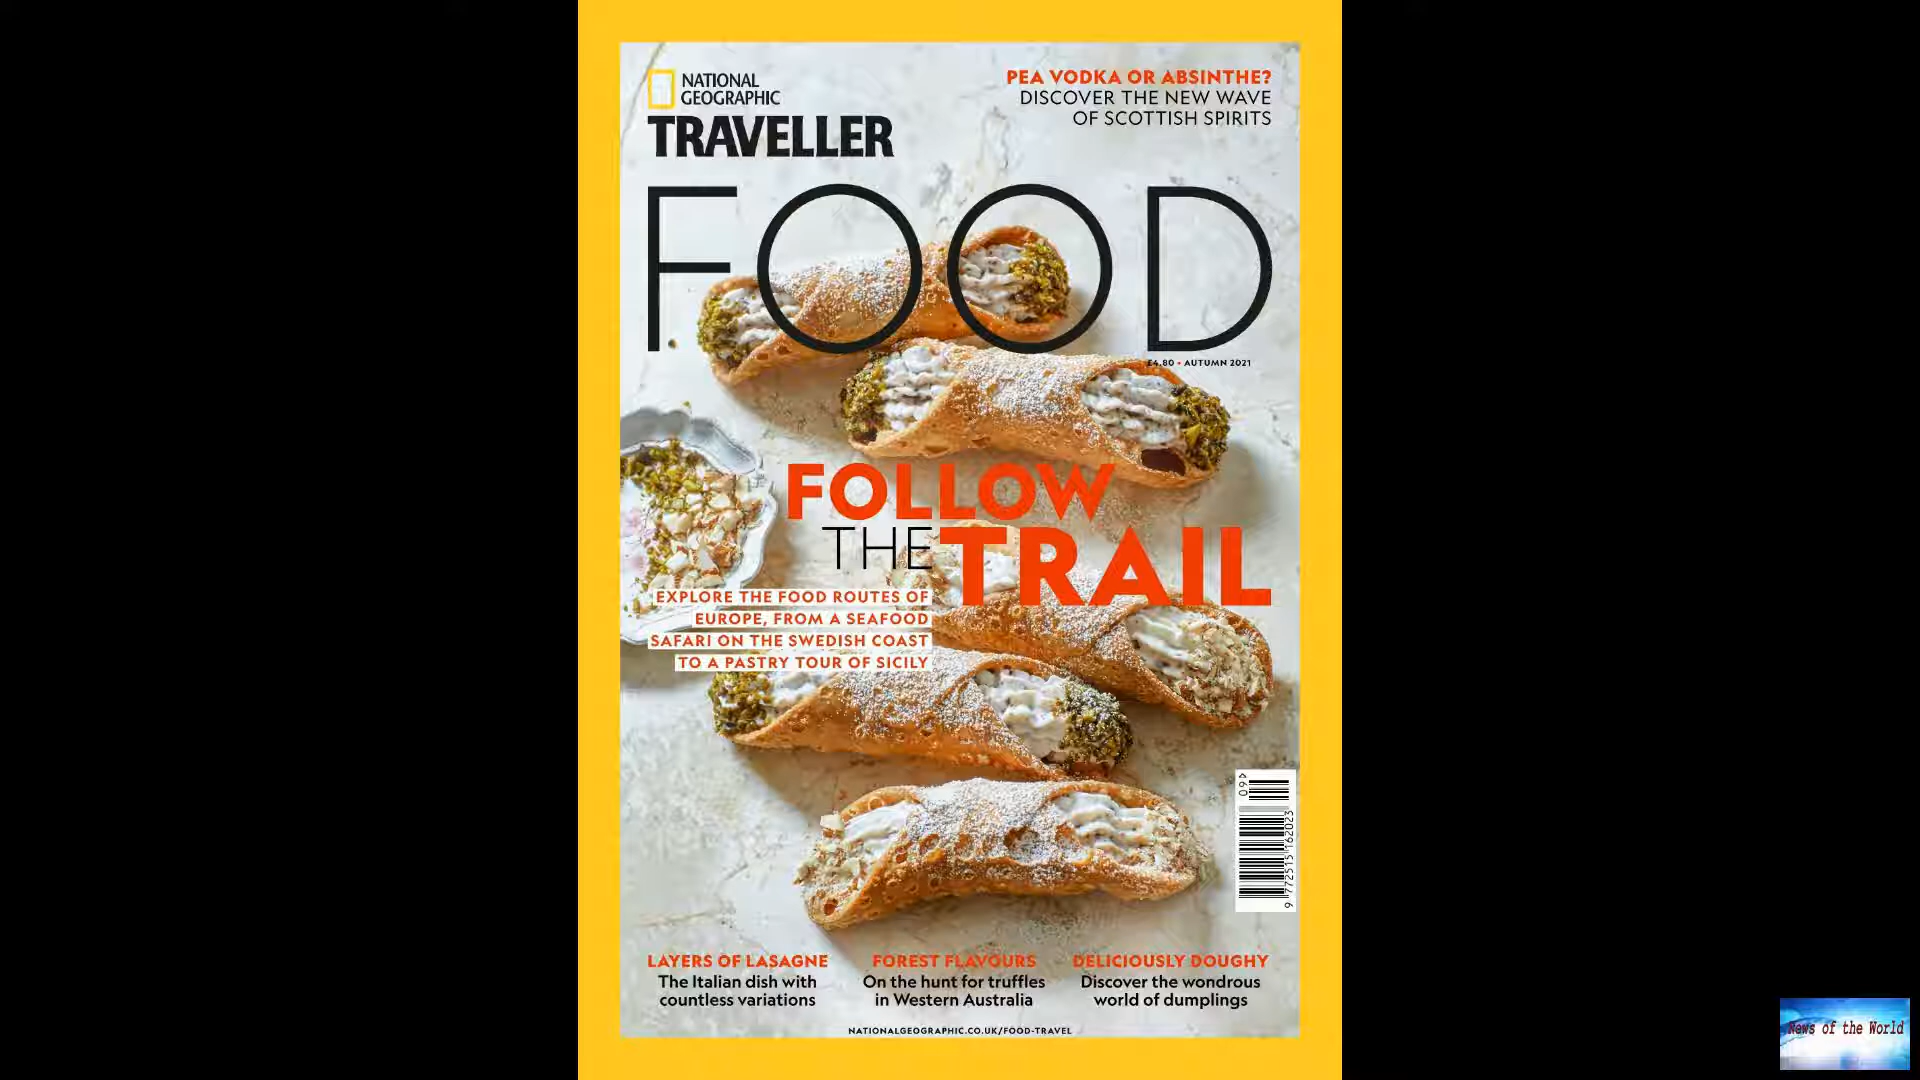 NATIONAL
GEOGRAPHIC
TRAVELLER
PEA VODKA OR ABSINTHE?
DISCOVER THE NEW WAVE
OF SCOTTISH SPIRITS
FOOD
£4.80 • AUTUMN 2021
FOLLOW
THE TRAIL
EXPLORE THE FOOD ROUTES OF
EUROPE, FROM A SEAFOOD
SAFARI ON THE SWEDISH COAST
TO A PASTRY TOUR OF SICILY
09>
9 772515 162023
LAYERS OF LASAGNE
The Italian dish with
countless variations
FOREST FLAVOURS
On the hunt for truffles
in Western Australia
DELICIOUSLY DOUGHY
Discover the wondrous
world of dumplings
NATIONALGEOGRAPHIC.CO.UK/FOOD-TRAVEL
News of the World